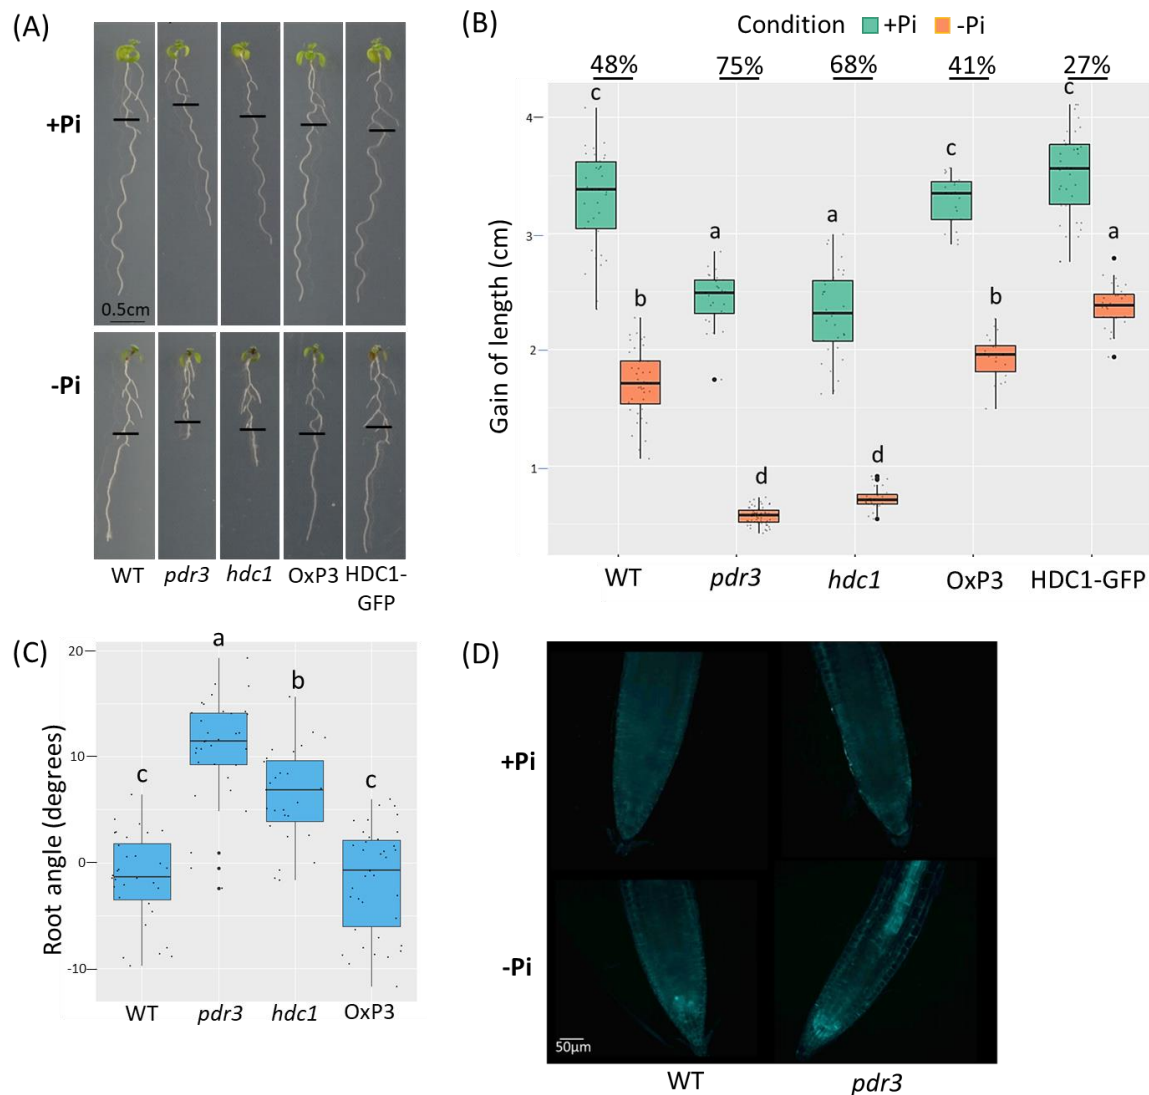 (A)
+Pi
0.5cm
-Pi
WT pdr3 hdc1 OxP3 HDC1-
GFP
(B)
Condition +Pi -Pi
48% 75% 68% 41% 27%
c c
c
a a
a
b b
d d
4
3
2
1
Gain of length (cm)
WT pdr3 hdc1 OxP3 HDC1-GFP
(C)
a
b
c c
20
10
0
-10
Root angle (degrees)
WT pdr3 hdc1 OxP3
(D)
+Pi
-Pi
50µm
WT pdr3